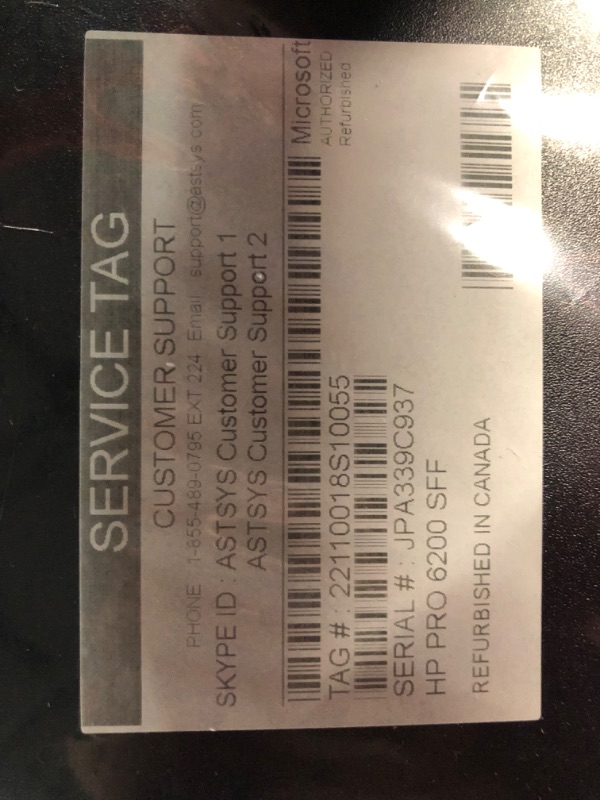 SERVICE TAG
CUSTOMER SUPPORT
PHONE 1-855-489-0795 EXT 224 Email support@astsys.com
SKYPE ID : ASTSYS Customer Support 1
ASTSYS Customer Support 2
Microsoft
AUTHORIZED
Refurbished
TAG # : 22110018S10055
SERIAL # : JPA339C937
HP PRO 6200 SFF
REFURBISHED IN CANADA